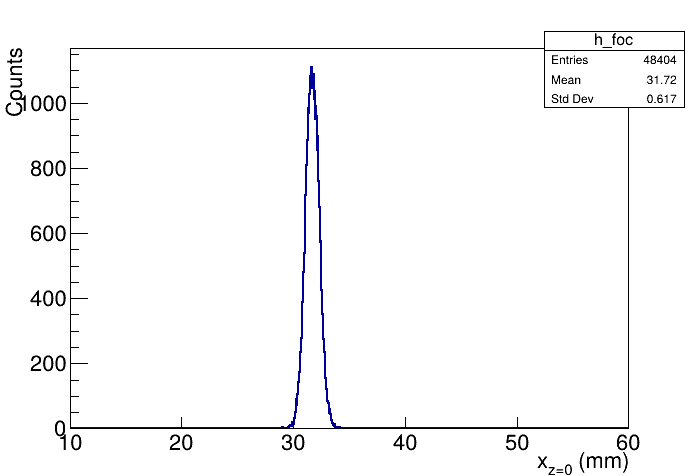 h_foc
Entries 48404
Mean 31.72
Std Dev 0.617
Counts
1000
800
600
400
200
0
10 20 30 40 50 60
x_{z=0} (mm)